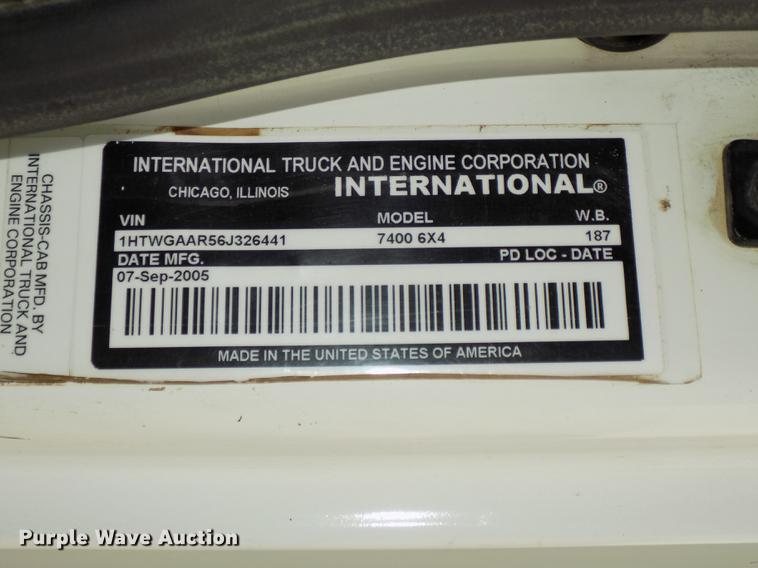 CHASSIS-CAB MFD. BY
INTERNATIONAL TRUCK AND
ENGINE CORPORATION
INTERNATIONAL TRUCK AND ENGINE CORPORATION
CHICAGO, ILLINOIS INTERNATIONAL®
VIN MODEL W.B.
1HTWGAAR56J326441 7400 6X4 187
DATE MFG. PD LOC - DATE
07-Sep-2005
MADE IN THE UNITED STATES OF AMERICA
Purple Wave Auction